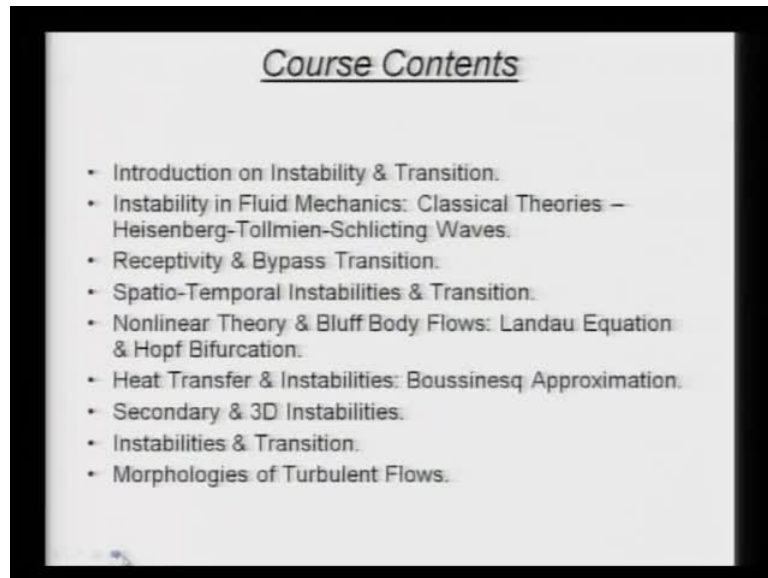 Course Contents
• Introduction on Instability & Transition.
• Instability in Fluid Mechanics: Classical Theories –
Heisenberg-Tollmien-Schlicting Waves.
• Receptivity & Bypass Transition.
• Spatio-Temporal Instabilities & Transition.
• Nonlinear Theory & Bluff Body Flows: Landau Equation
& Hopf Bifurcation.
• Heat Transfer & Instabilities: Boussinesq Approximation.
• Secondary & 3D Instabilities.
• Instabilities & Transition.
• Morphologies of Turbulent Flows.